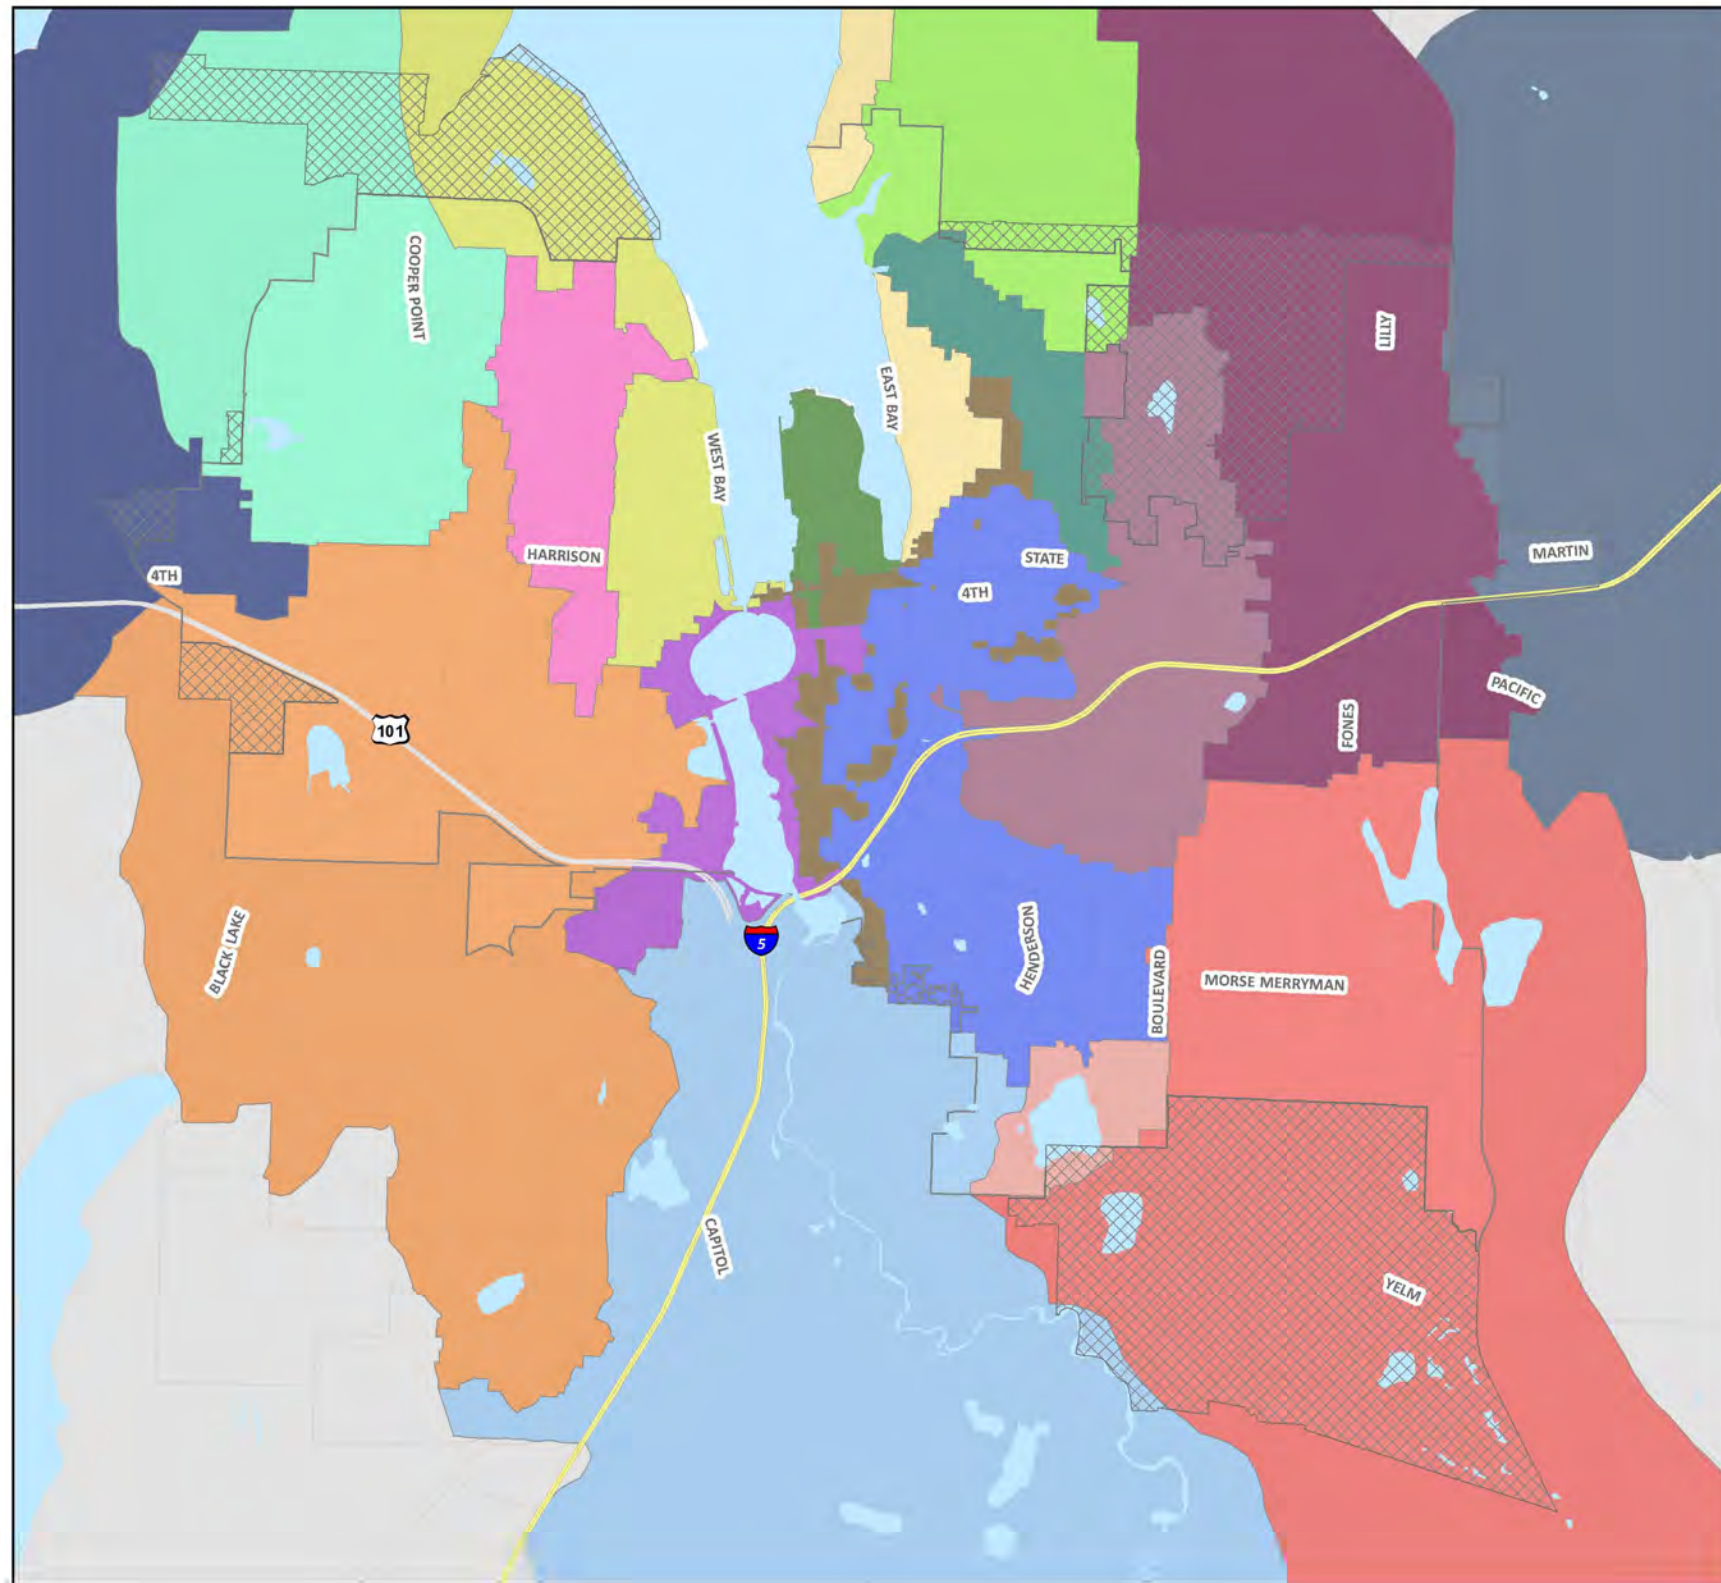 COOPER POINT
LILLY
EAST BAY
WEST BAY
HARRISON
STATE
MARTIN
4TH
4TH
PACIFIC
FONES
101
5
BLACK LAKE
HENDERSON
BOULEVARD
MORSE MERRYMAN
CAPITOL
YELM